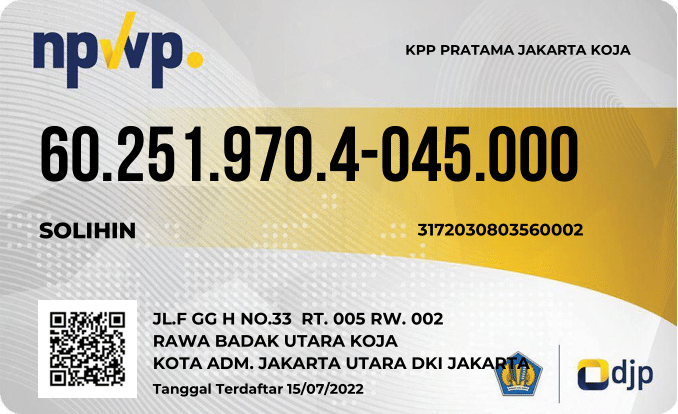 npwp.
KPP PRATAMA JAKARTA KOJA
60.251.970.4-045.000
SOLIHIN
3172030803560002
JL.F GG H NO.33 RT. 005 RW. 002
RAWA BADAK UTARA KOJA
KOTA ADM. JAKARTA UTARA DKI JAKARTA
Tanggal Terdaftar 15/07/2022
djp